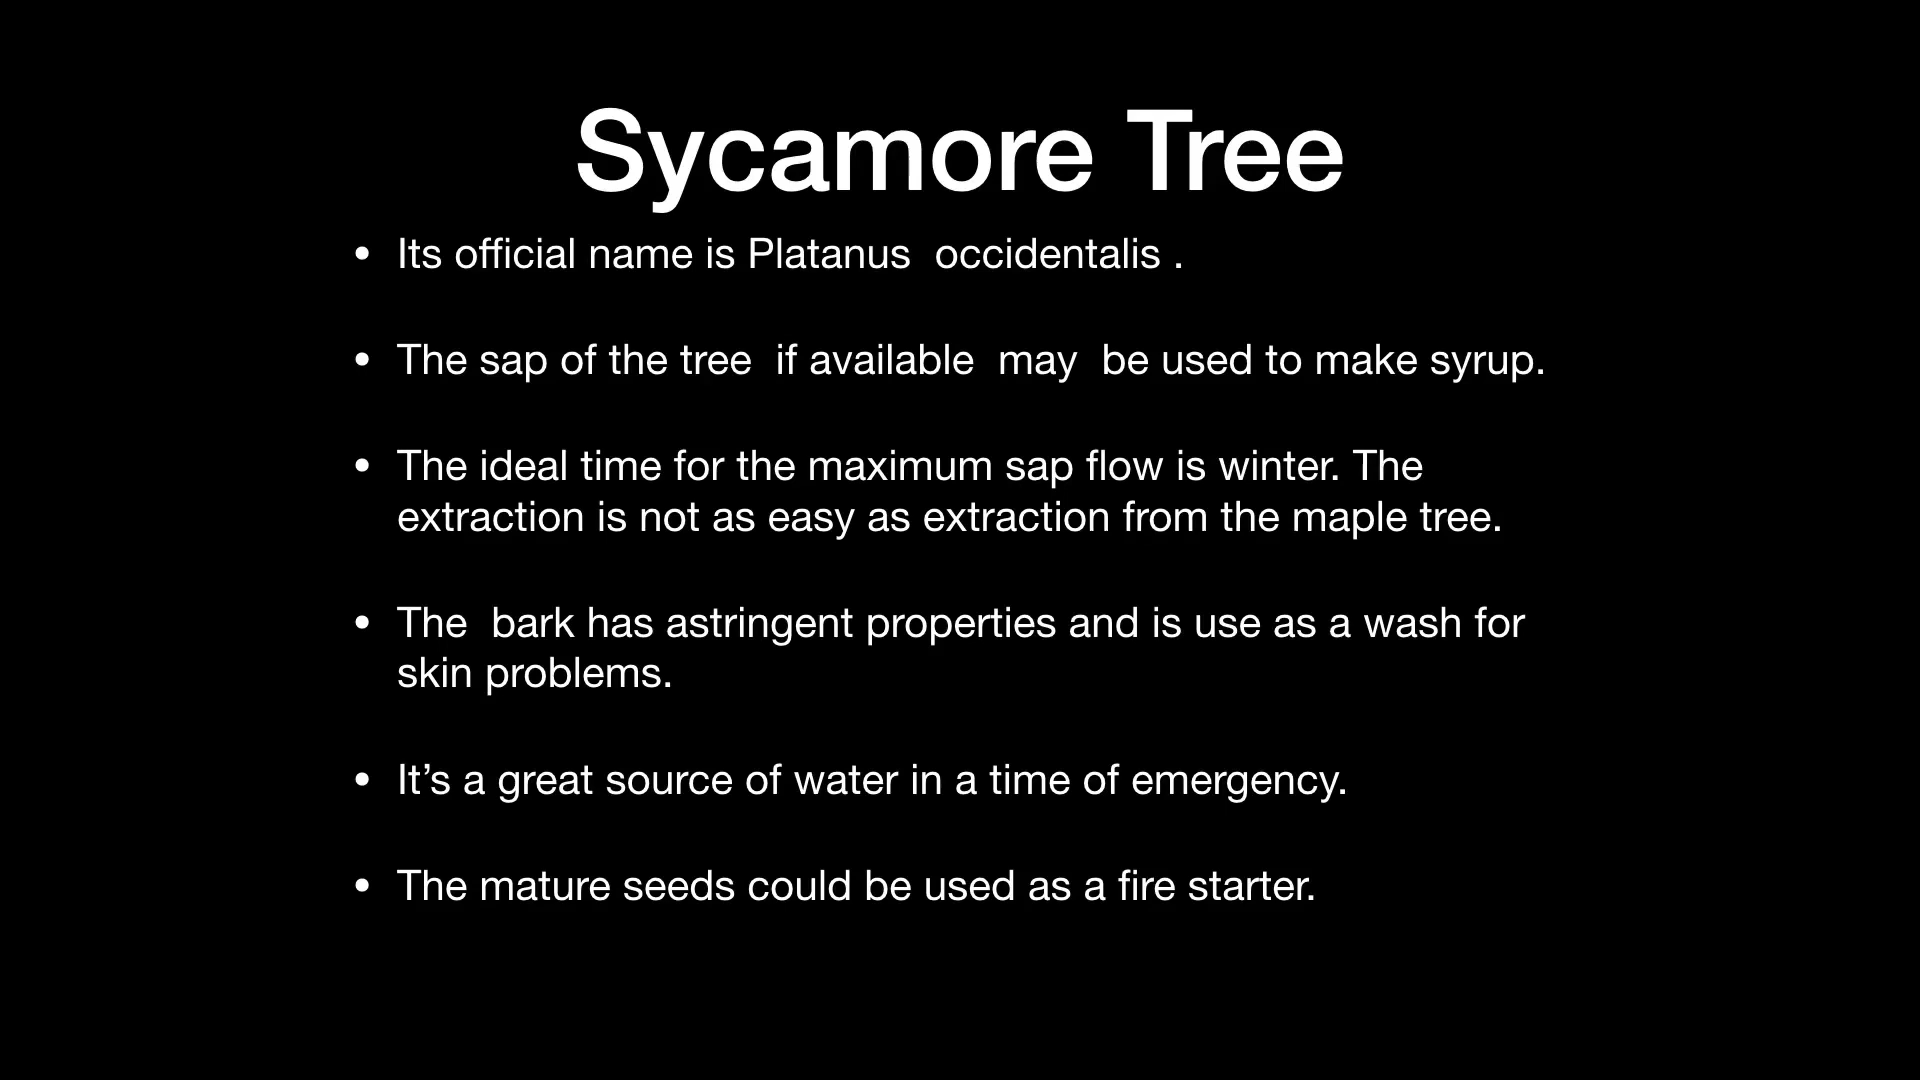 Sycamore Tree
• Its official name is Platanus  occidentalis .
• The sap of the tree  if available  may  be used to make syrup.
• The ideal time for the maximum sap flow is winter. The
extraction is not as easy as extraction from the maple tree.
• The  bark has astringent properties and is use as a wash for
skin problems.
• It’s a great source of water in a time of emergency.
• The mature seeds could be used as a fire starter.